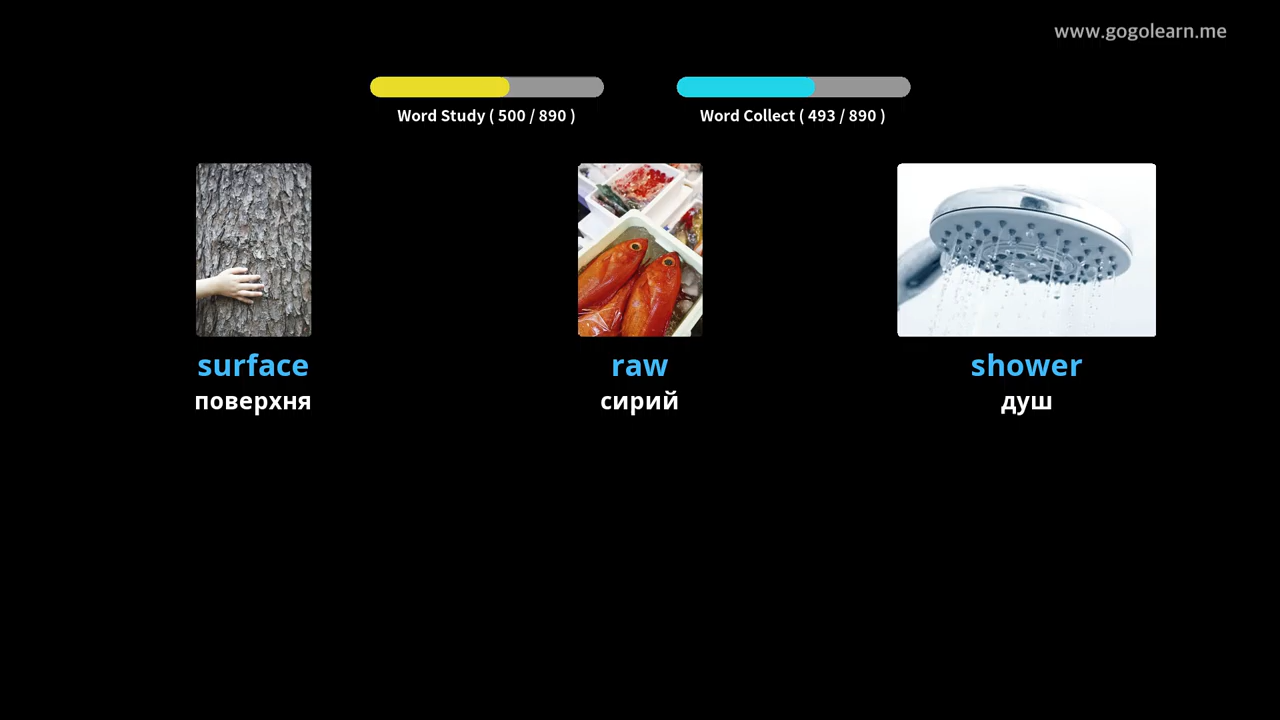 www.gogolearn.me
Word Study ( 500 / 890 )
Word Collect ( 493 / 890 )
surface
поверхня
raw
сирий
shower
душ